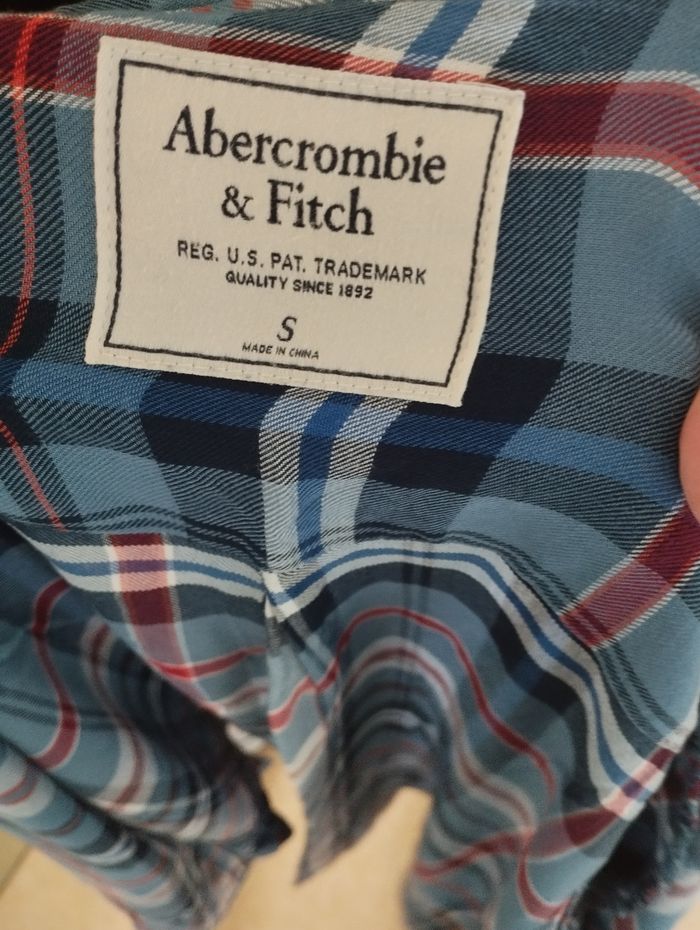 Abercrombie
& Fitch
REG. U.S. PAT. TRADEMARK
QUALITY SINCE 1892
S
MADE IN CHINA